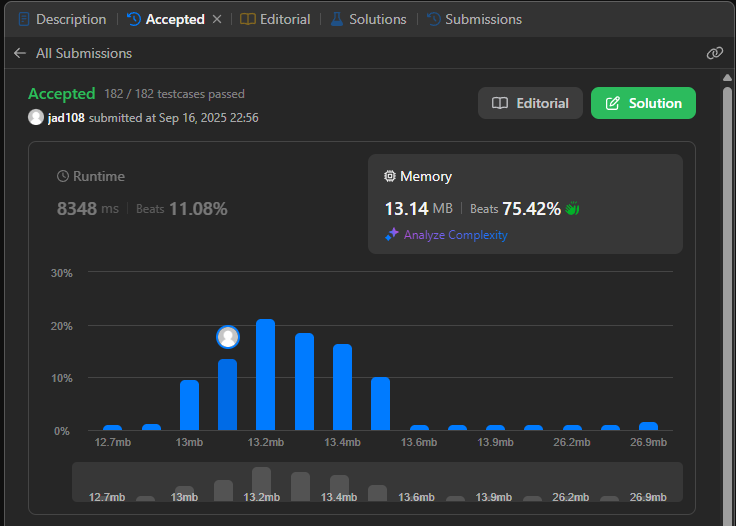 Description Accepted Editorial Solutions Submissions
All Submissions
Accepted 182 / 182 testcases passed
jad108 submitted at Sep 16, 2025 22:56
Editorial
Solution
Runtime
8348 ms Beats 11.08%
Memory
13.14 MB Beats 75.42%
Analyze Complexity
30%
20%
10%
0%
12.7mb 13mb 13.2mb 13.4mb 13.6mb 13.9mb 26.2mb 26.9mb
12.7mb 13mb 13.2mb 13.4mb 13.6mb 13.9mb 26.2mb 26.9mb